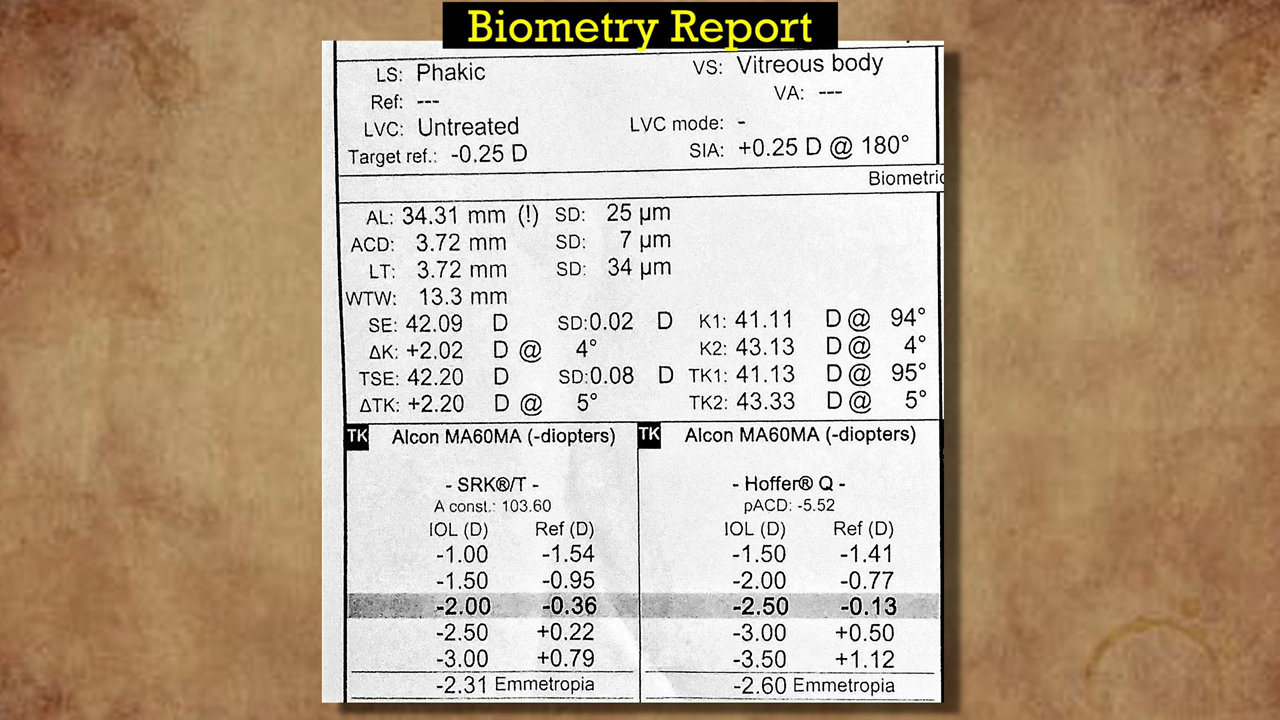 Biometry Report
LS: Phakic VS: Vitreous body
Ref: --- VA: ---
LVC: Untreated LVC mode: -
Target ref.: -0.25 D SIA: +0.25 D @ 180°
Biometric
AL: 34.31 mm (!) SD: 25 µm
ACD: 3.72 mm SD: 7 µm
LT: 3.72 mm SD: 34 µm
WTW: 13.3 mm
SE: 42.09 D SD:0.02 D K1: 41.11 D @ 94°
ΔK: +2.02 D @ 4° K2: 43.13 D @ 4°
TSE: 42.20 D SD:0.08 D TK1: 41.13 D @ 95°
ΔTK: +2.20 D @ 5° TK2: 43.33 D @ 5°
TK Alcon MA60MA (-diopters) TK Alcon MA60MA (-diopters)
- SRK®/T - - Hoffer® Q -
A const.: 103.60 pACD: -5.52
IOL (D) Ref (D) IOL (D) Ref (D)
-1.00 -1.54 -1.50 -1.41
-1.50 -0.95 -2.00 -0.77
-2.00 -0.36 -2.50 -0.13
-2.50 +0.22 -3.00 +0.50
-3.00 +0.79 -3.50 +1.12
-2.31 Emmetropia -2.60 Emmetropia